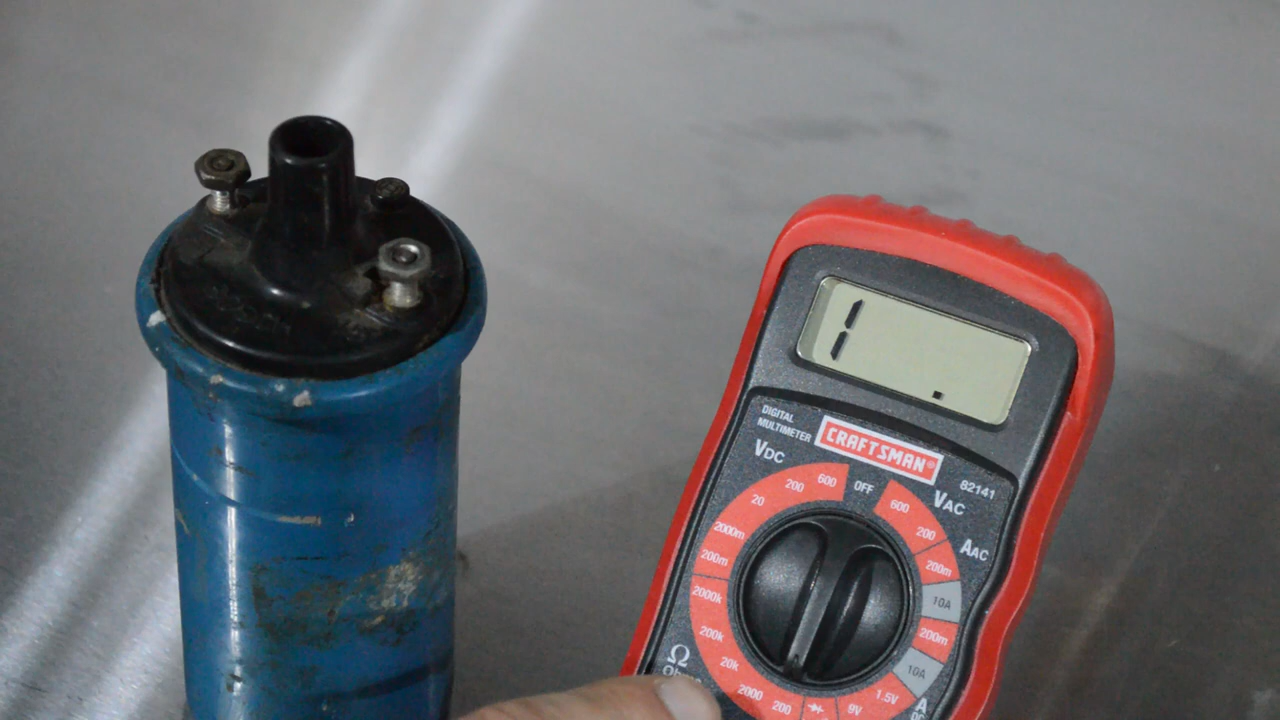 1 .
DIGITAL
MULTIMETER
CRAFTSMAN®
82141
OFF
VDC
600
200
20
2000m
200m
2000k
200k
20k
2000
200
Ω
VAC
600
200
AAC
200m
10A
200m
10A
A
1.5V
9V